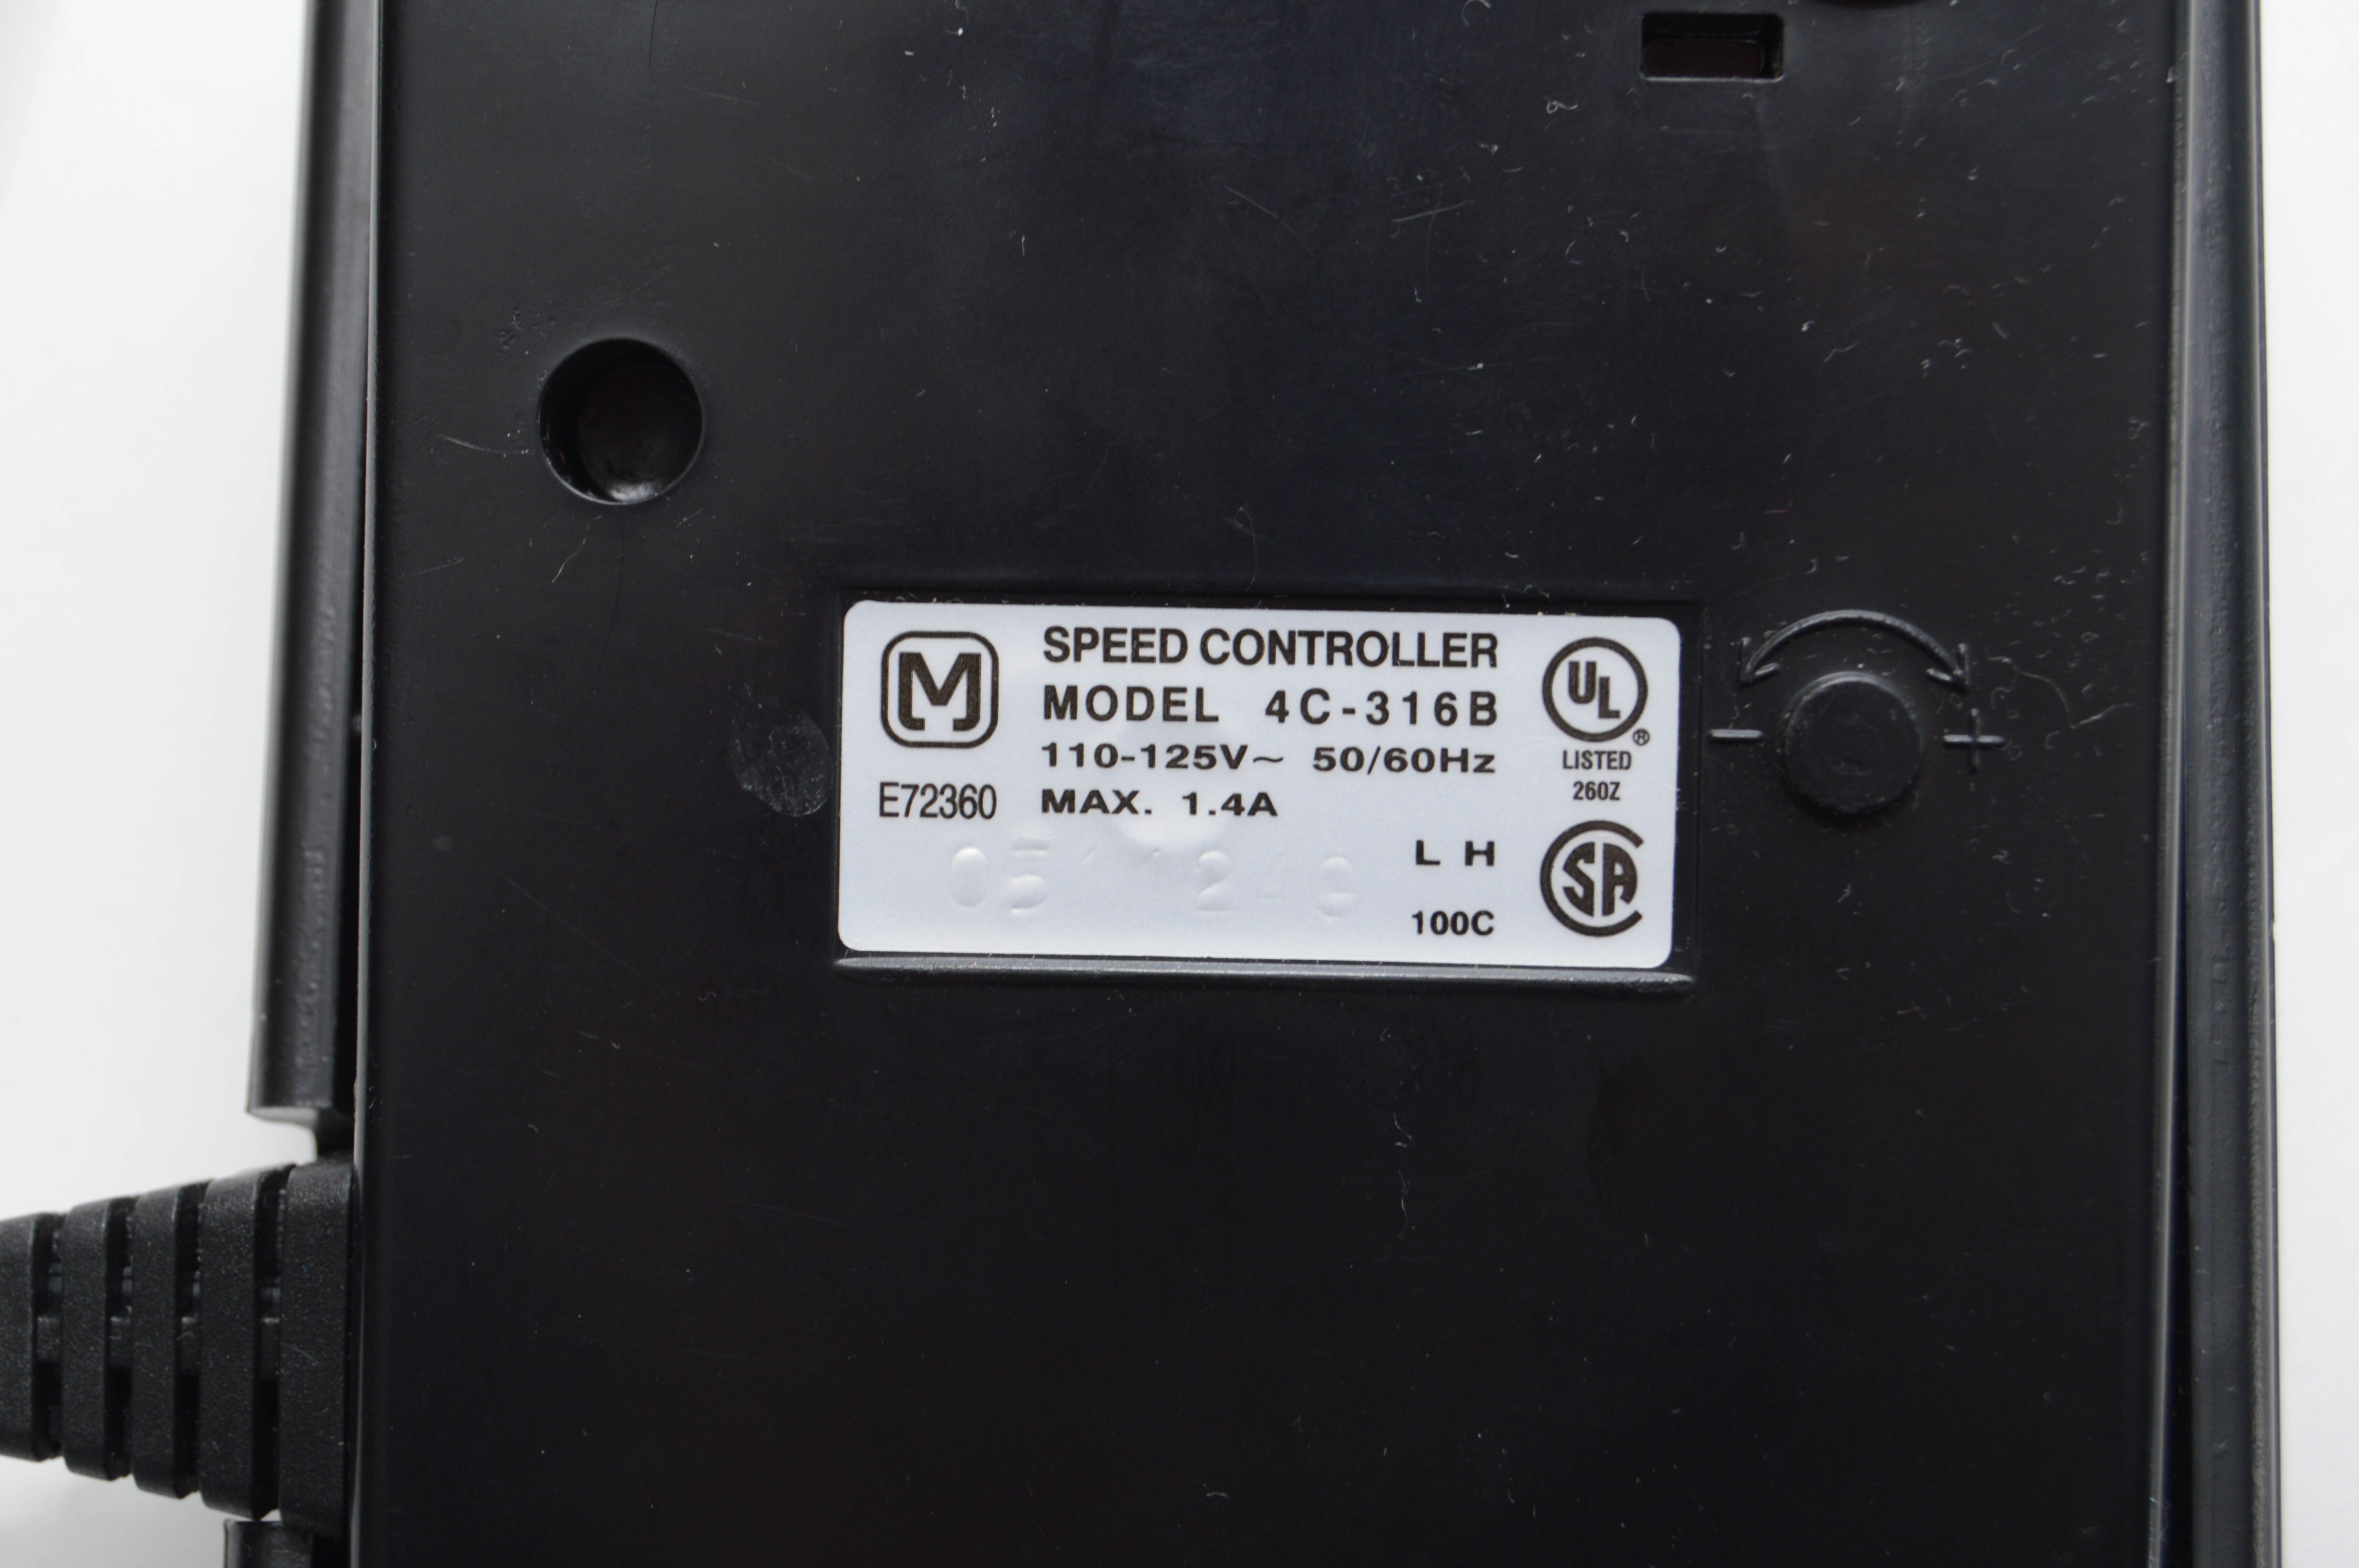 M
SPEED CONTROLLER
MODEL 4C-316B
110-125V~ 50/60Hz
E72360
MAX. 1.4A
UL
®
LISTED
260Z
L H
100C
SA
- +